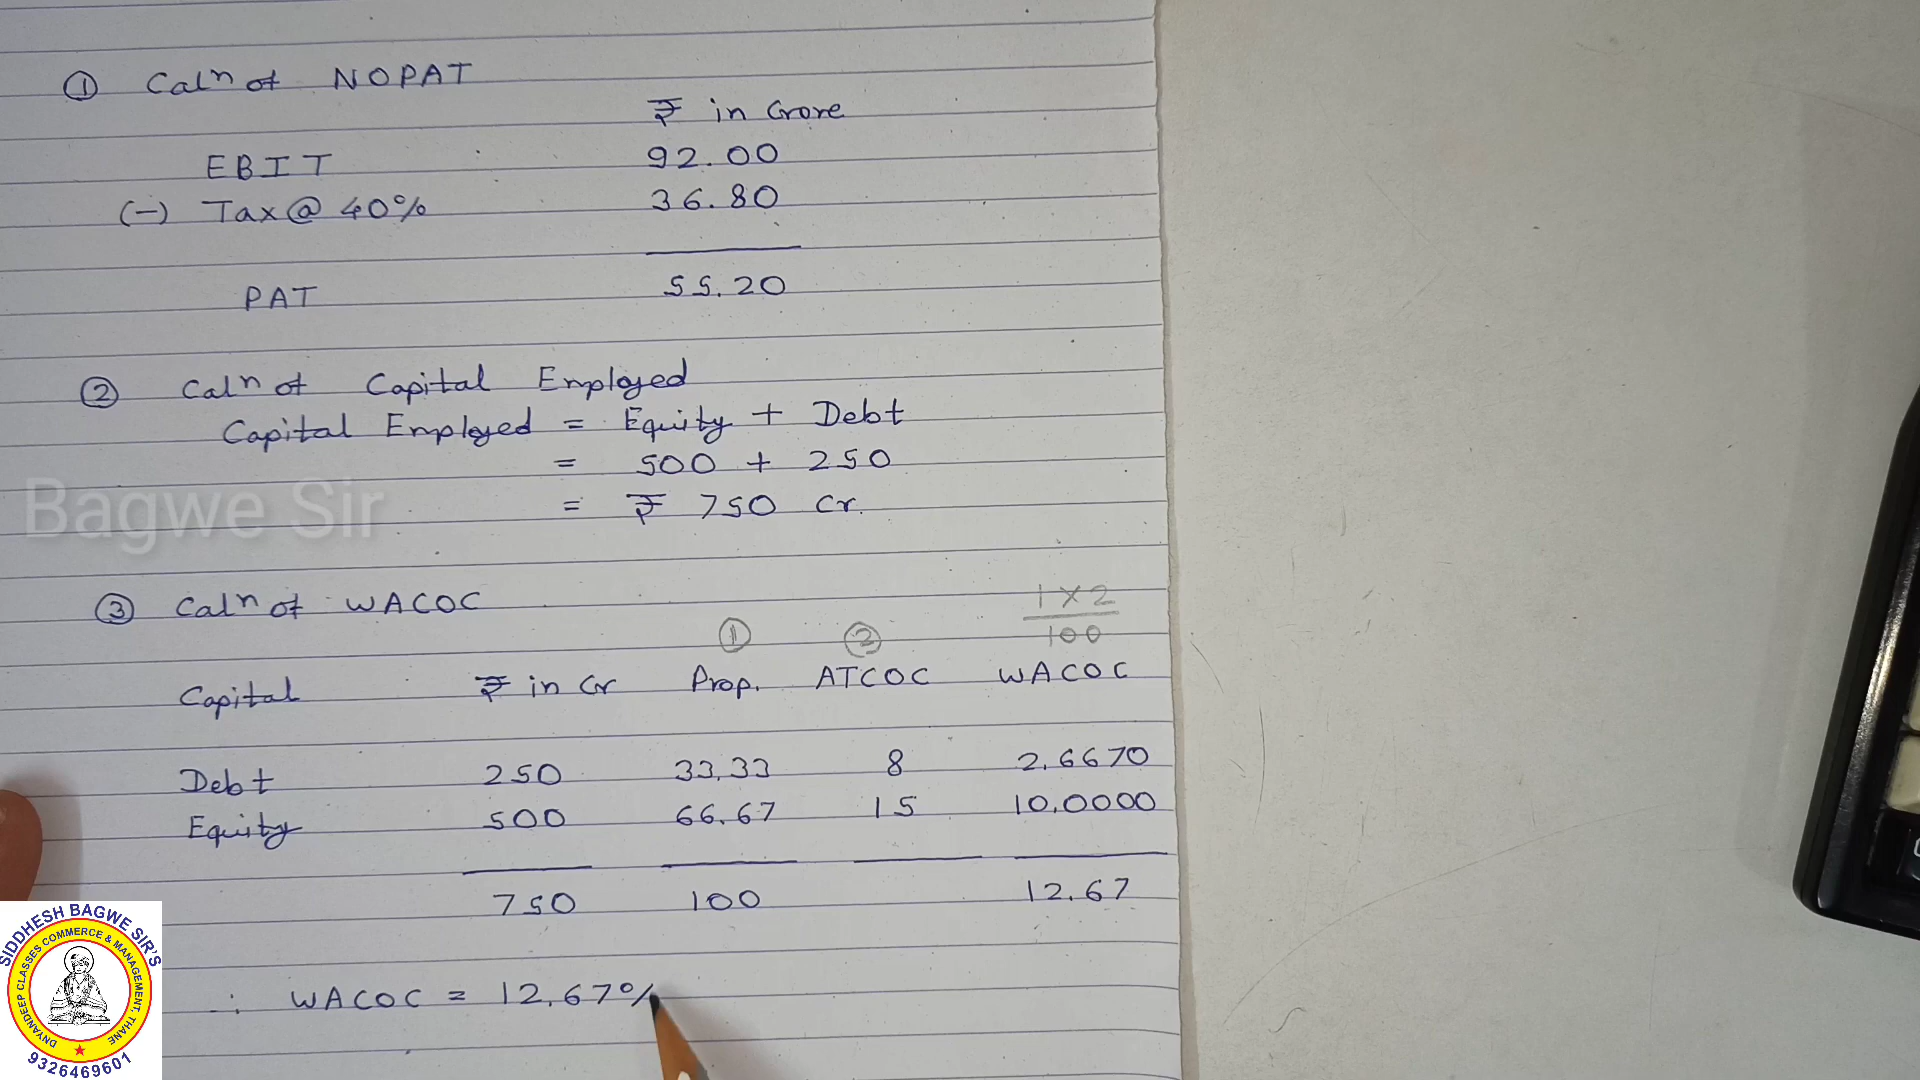 ① Calⁿ of NOPAT
₹ in Crore
EBIT 92.00
(-) Tax @ 40% 36.80
PAT 55.20
② Calⁿ of Capital Employed
Capital Employed = Equity + Debt
= 500 + 250
= ₹ 750 Cr.
Bagwe Sir
③ Calⁿ of WACOC
1 × 2
① ② 100
Capital ₹ in Cr Prop. ATCOC WACOC
Debt 250 33.33 8 2.6670
Equity 500 66.67 15 10.0000
750 100 12.67
∴ WACOC = 12.67%
SIDDHESH BAGWE SIR'S
DNYANDEEP CLASSES COMMERCE & MANAGEMENT, THANE
9326469601